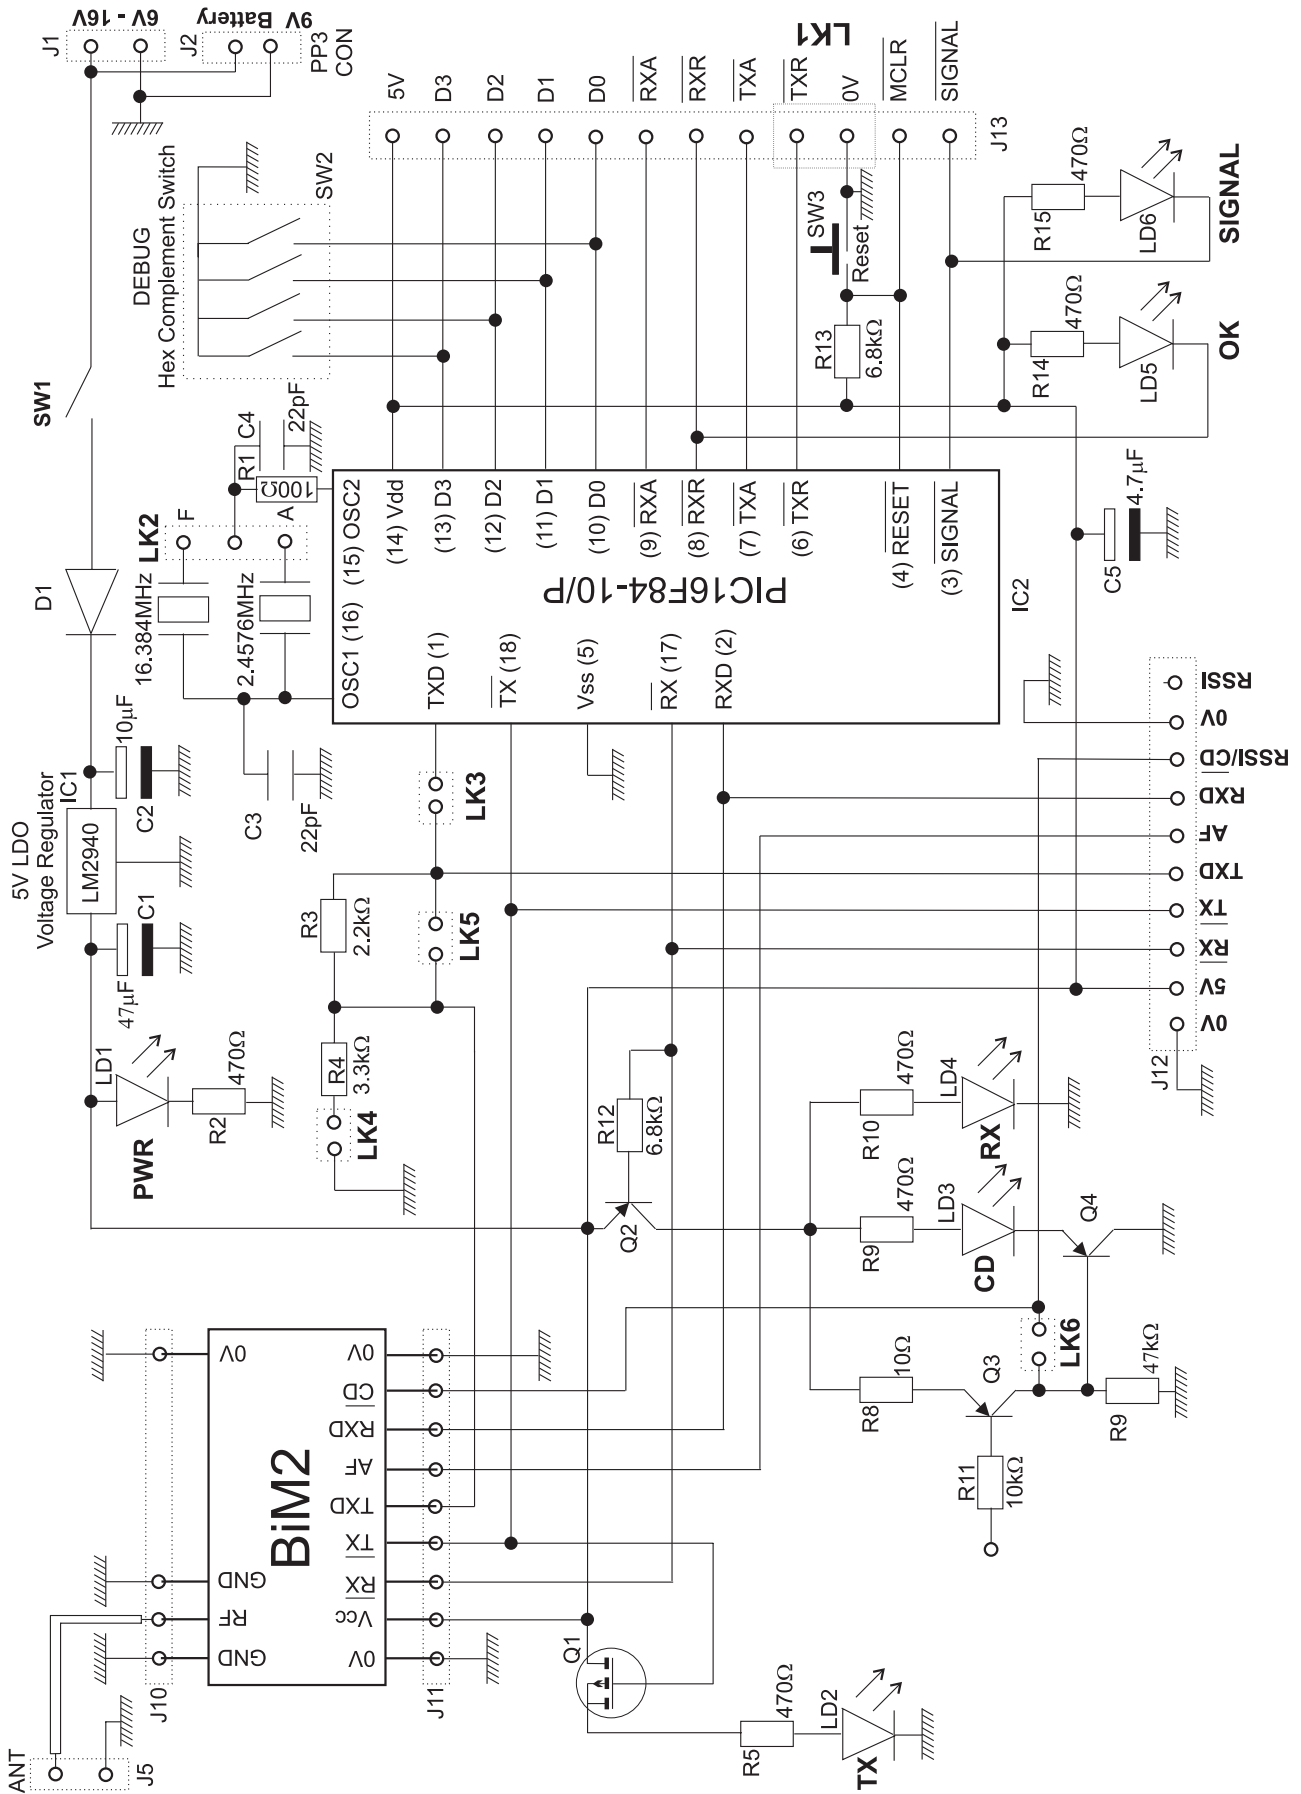 J1
6V - 16V
J2
9V
Battery
PP3
CON
SW1
D1
5V LDO
Voltage Regulator
IC1
LM2940
C2
10µF
C1
47µF
LD1
PWR
R2
470Ω
DEBUG
Hex Complement Switch
SW2
LK2
F
A
16.384MHz
2.4576MHz
R1
100Ω
C4
22pF
C3
22pF
5V
D3
D2
D1
D0
RXA
RXR
TXA
TXR
0V
MCLR
SIGNAL
J13
LK1
SW3
Reset
R13
6.8kΩ
R15
470Ω
LD6
SIGNAL
R14
470Ω
LD5
OK
OSC1 (16)
(15) OSC2
(14) Vdd
(13) D3
(12) D2
(11) D1
(10) D0
(9) RXA
(8) RXR
(7) TXA
(6) TXR
(4) RESET
(3) SIGNAL
PIC16F84-10/P
TXD (1)
TX (18)
Vss (5)
RX (17)
RXD (2)
IC2
C5
4.7µF
LK3
LK5
R3
2.2kΩ
R4
3.3kΩ
LK4
R12
6.8kΩ
Q2
RSSI
0V
RSSI/CD
RXD
AF
TXD
TX
RX
5V
0V
J12
R10
470Ω
LD4
RX
R9
470Ω
LD3
CD
Q4
R8
10Ω
Q3
LK6
R9
47kΩ
R11
10kΩ
BiM2
0V
GND
RF
GND
J10
0V
CD
RXD
AF
TXD
TX
RX
Vcc
0V
J11
ANT
J5
Q1
R5
470Ω
LD2
TX